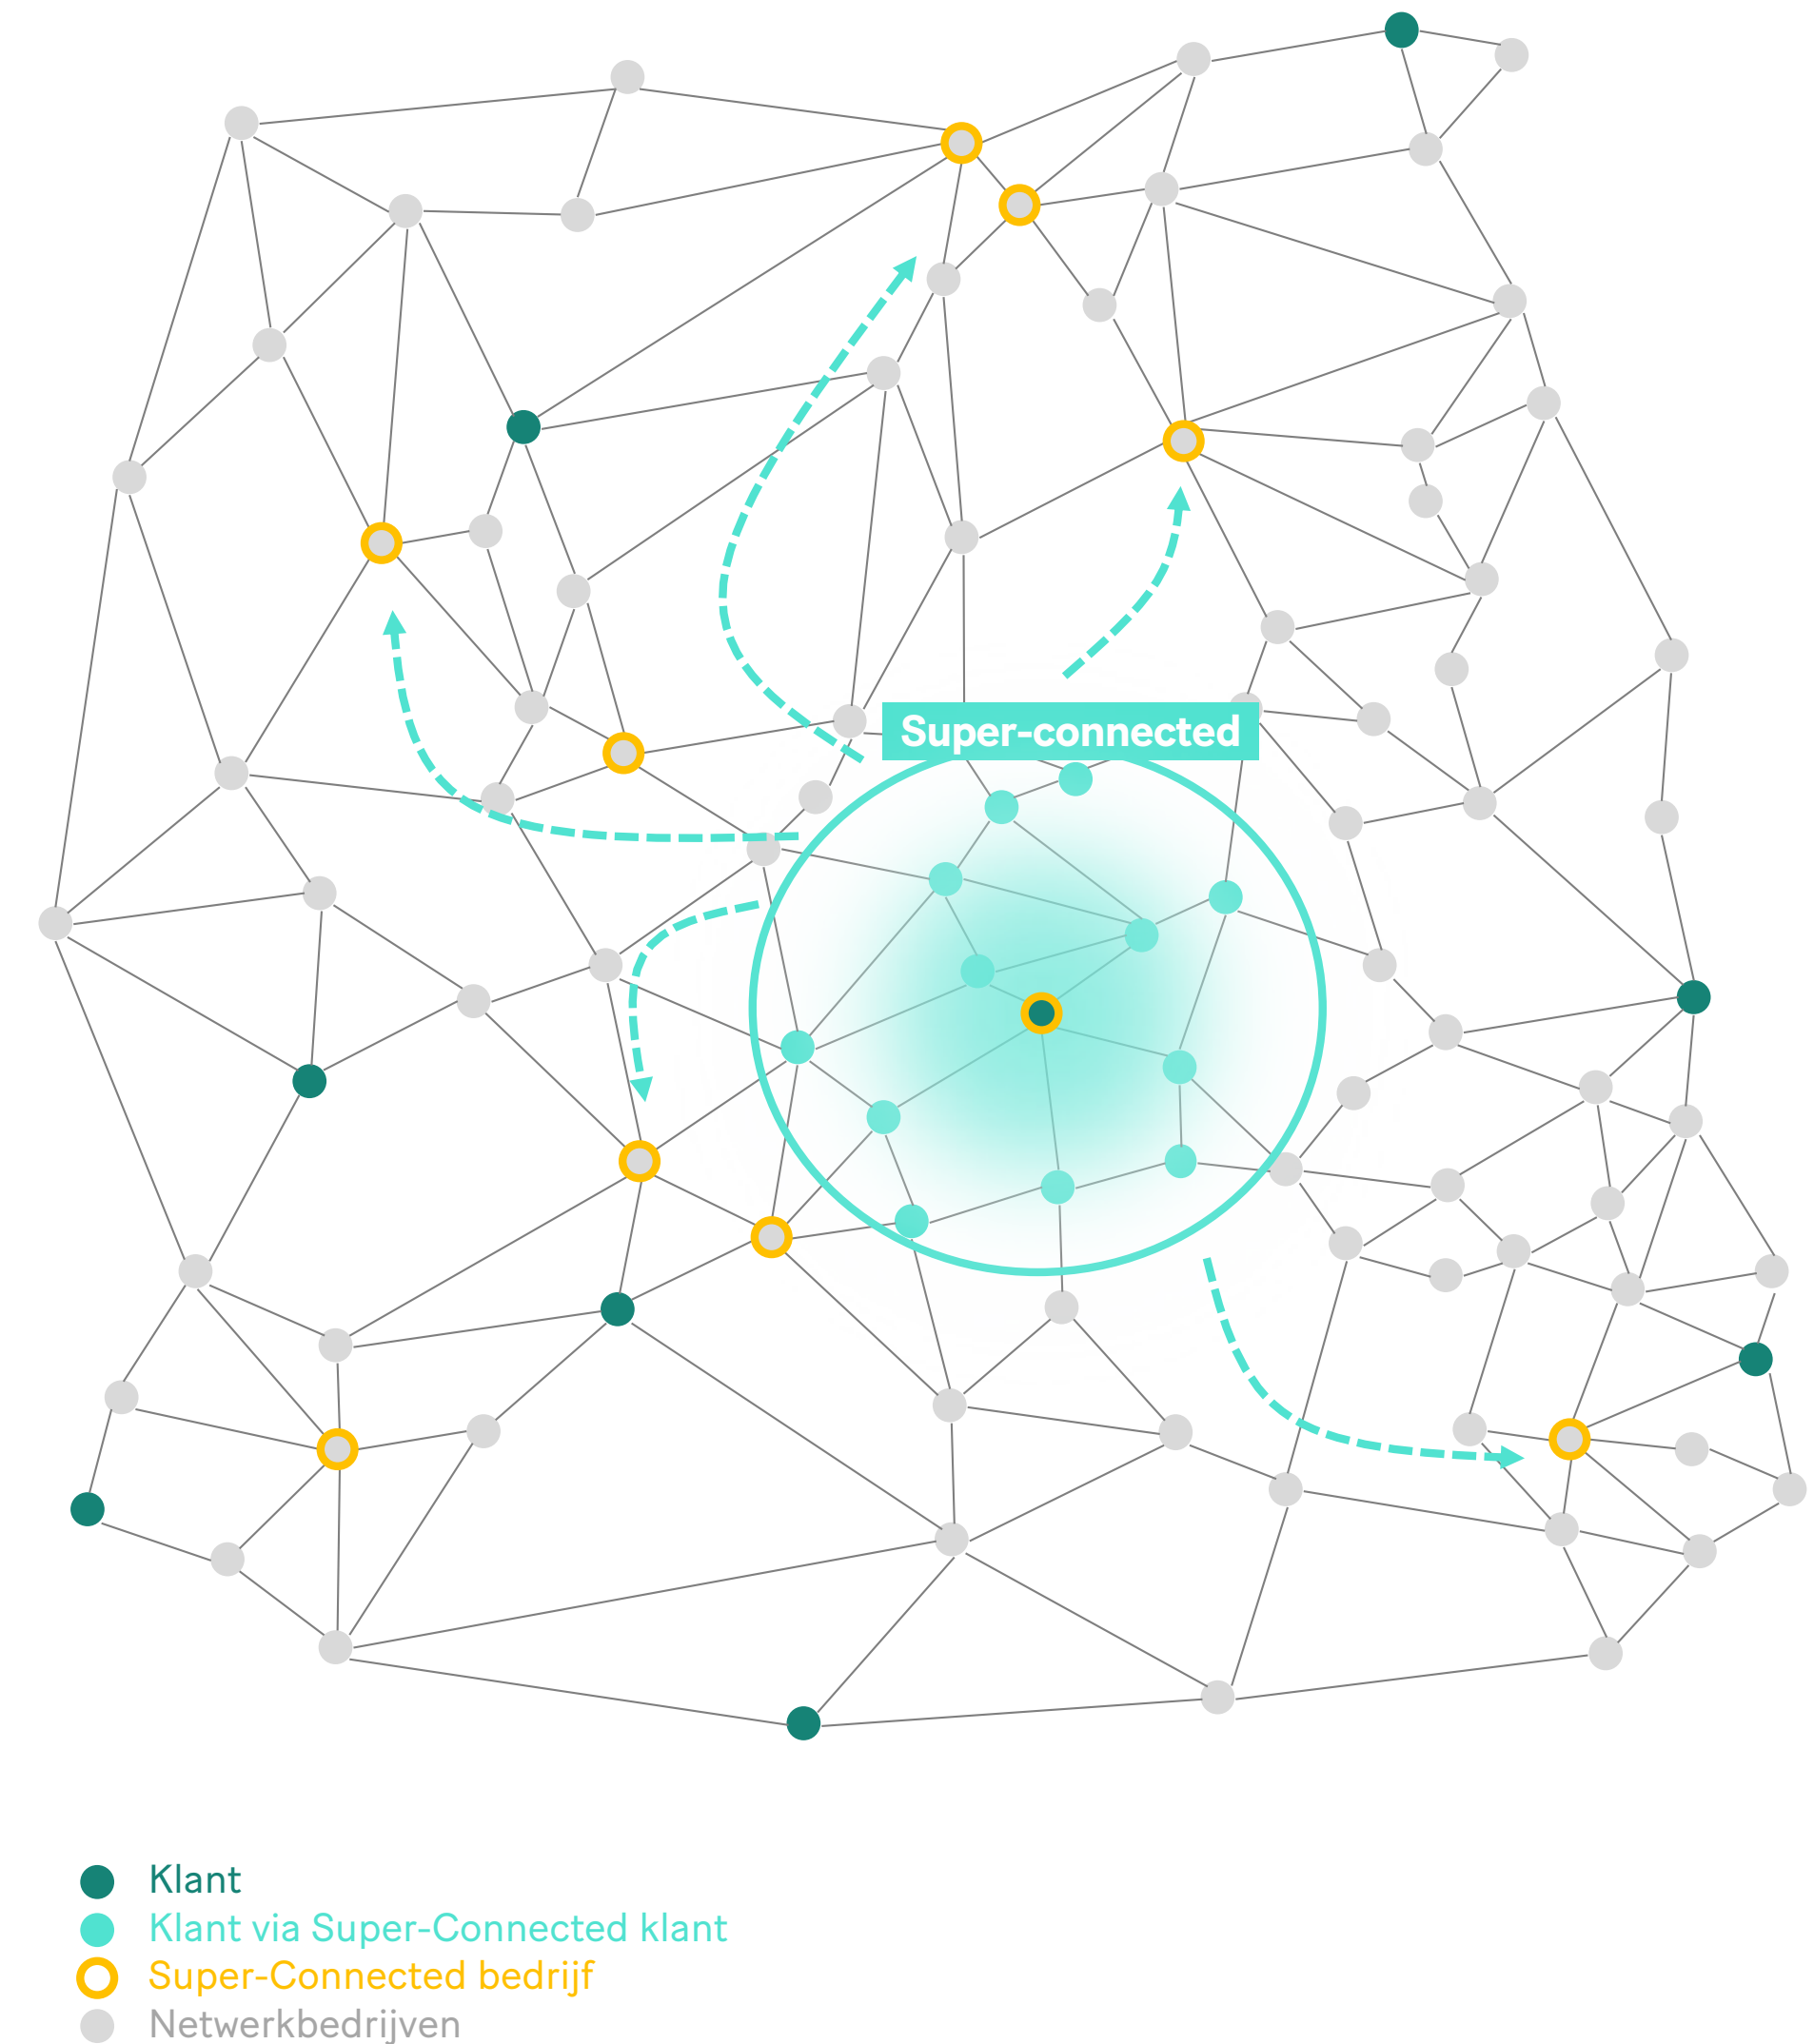 Super-connected
Klant
Klant via Super-Connected klant
Super-Connected bedrijf
Netwerkbedrijven